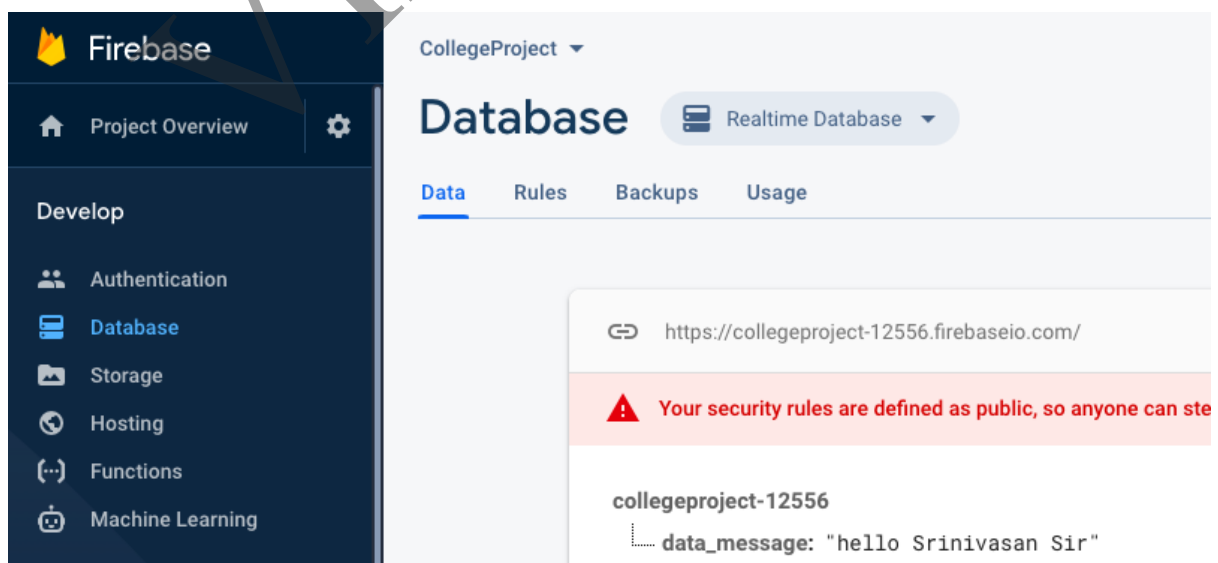 Firebase
Project Overview
Develop
Authentication
Database
Storage
Hosting
Functions
Machine Learning
CollegeProject
Database
Realtime Database
Data Rules Backups Usage
https://collegeproject-12556.firebaseio.com/
Your security rules are defined as public, so anyone can ste
collegeproject-12556
data_message: "hello Srinivasan Sir"